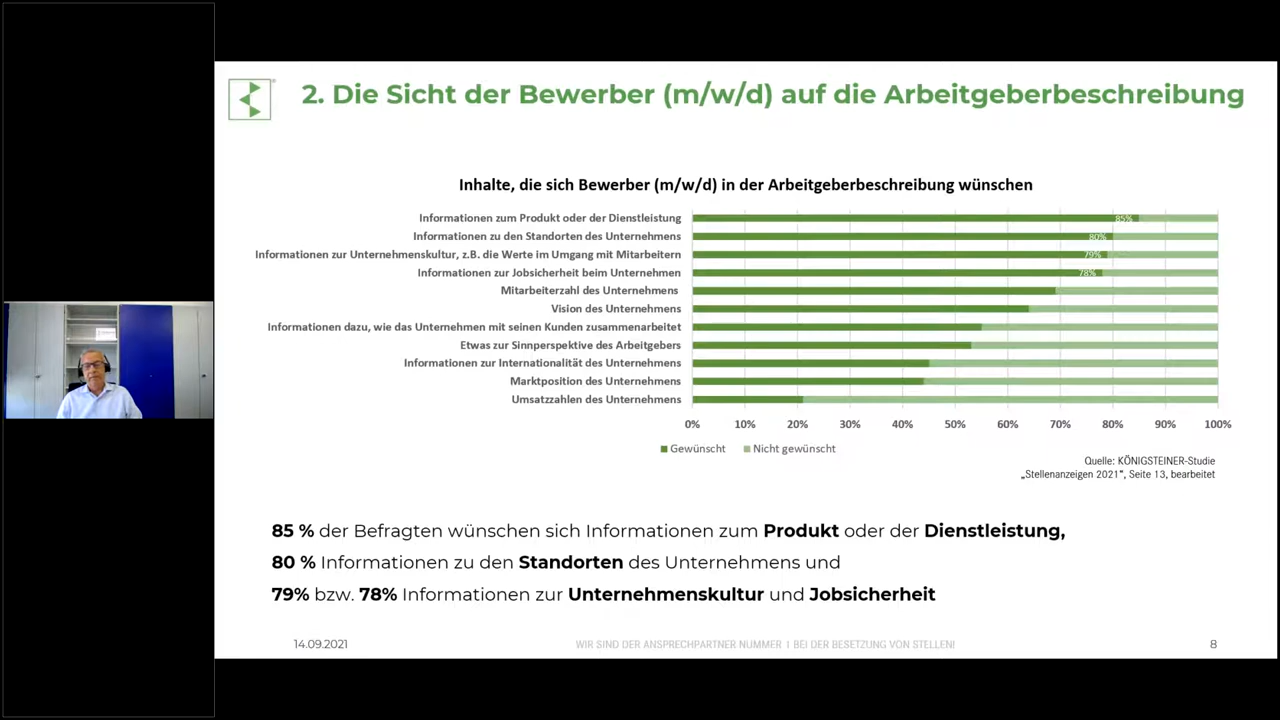 2. Die Sicht der Bewerber (m/w/d) auf die Arbeitgeberbeschreibung
Inhalte, die sich Bewerber (m/w/d) in der Arbeitgeberbeschreibung wünschen
Informationen zum Produkt oder der Dienstleistung 85%
Informationen zu den Standorten des Unternehmens 80%
Informationen zur Unternehmenskultur, z.B. die Werte im Umgang mit Mitarbeitern 79%
Informationen zur Jobsicherheit beim Unternehmen 78%
Mitarbeiterzahl des Unternehmens
Vision des Unternehmens
Informationen dazu, wie das Unternehmen mit seinen Kunden zusammenarbeitet
Etwas zur Sinnperspektive des Arbeitgebers
Informationen zur Internationalität des Unternehmens
Marktposition des Unternehmens
Umsatzzahlen des Unternehmens
0% 10% 20% 30% 40% 50% 60% 70% 80% 90% 100%
Gewünscht Nicht gewünscht
Quelle: KÖNIGSTEINER-Studie
„Stellenanzeigen 2021", Seite 13, bearbeitet
85 % der Befragten wünschen sich Informationen zum Produkt oder der Dienstleistung,
80 % Informationen zu den Standorten des Unternehmens und
79% bzw. 78% Informationen zur Unternehmenskultur und Jobsicherheit
14.09.2021 WIR SIND DER ANSPRECHPARTNER NUMMER 1 BEI DER BESETZUNG VON STELLEN! 8